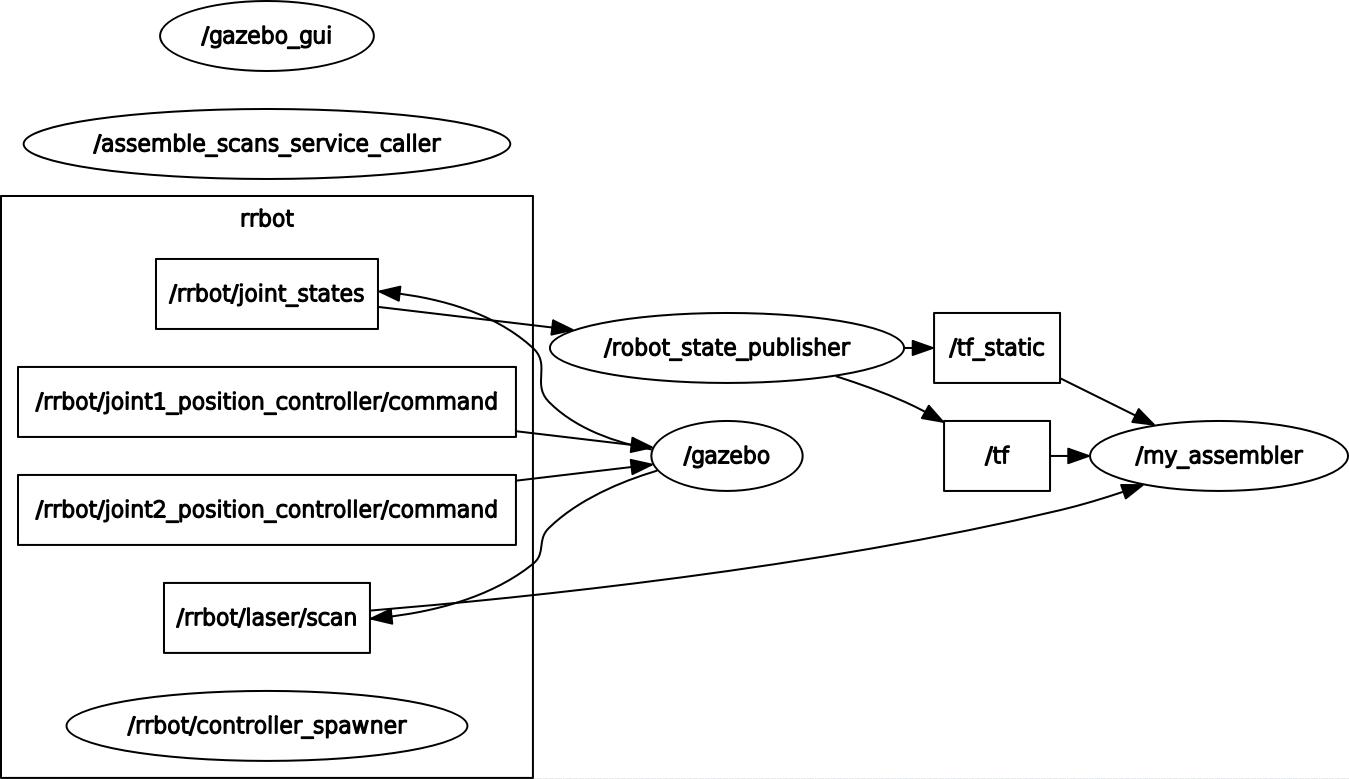 /gazebo_gui
/assemble_scans_service_caller
rrbot
/rrbot/joint_states
/robot_state_publisher
/tf_static
/rrbot/joint1_position_controller/command
/gazebo
/tf
/my_assembler
/rrbot/joint2_position_controller/command
/rrbot/laser/scan
/rrbot/controller_spawner